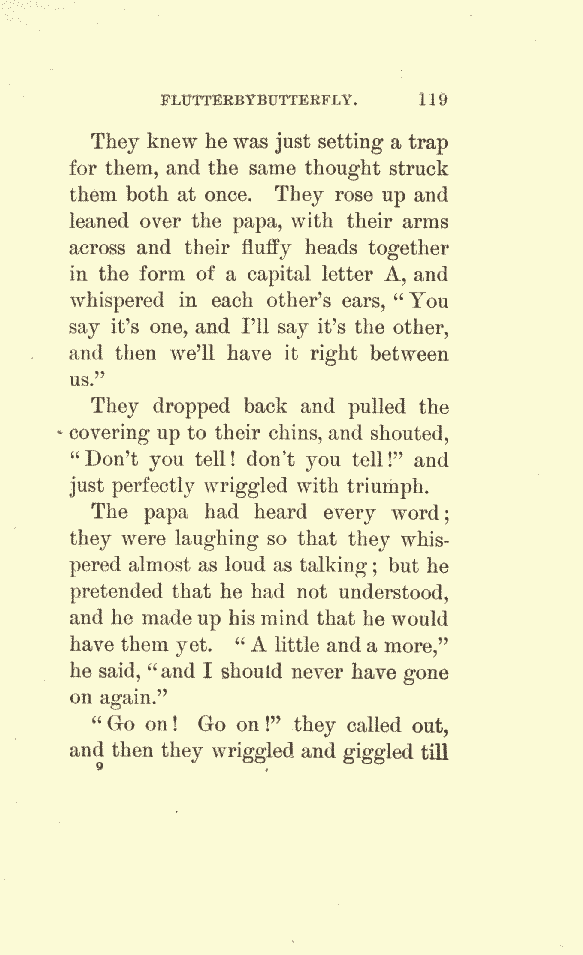 FLUTTERBYBUTTERFLY. 119
They knew he was just setting a trap
for them, and the same thought struck
them both at once. They rose up and
leaned over the papa, with their arms
across and their fluffy heads together
in the form of a capital letter A, and
whispered in each other's ears, “You
say it's one, and I'll say it's the other,
and then we'll have it right between
us.”
They dropped back and pulled the
covering up to their chins, and shouted,
“Don't you tell! don't you tell!” and
just perfectly wriggled with triumph.
The papa had heard every word;
they were laughing so that they whis-
pered almost as loud as talking; but he
pretended that he had not understood,
and he made up his mind that he would
have them yet. “A little and a more,”
he said, “and I should never have gone
on again.”
“Go on! Go on!” they called out,
and then they wriggled and giggled till
9